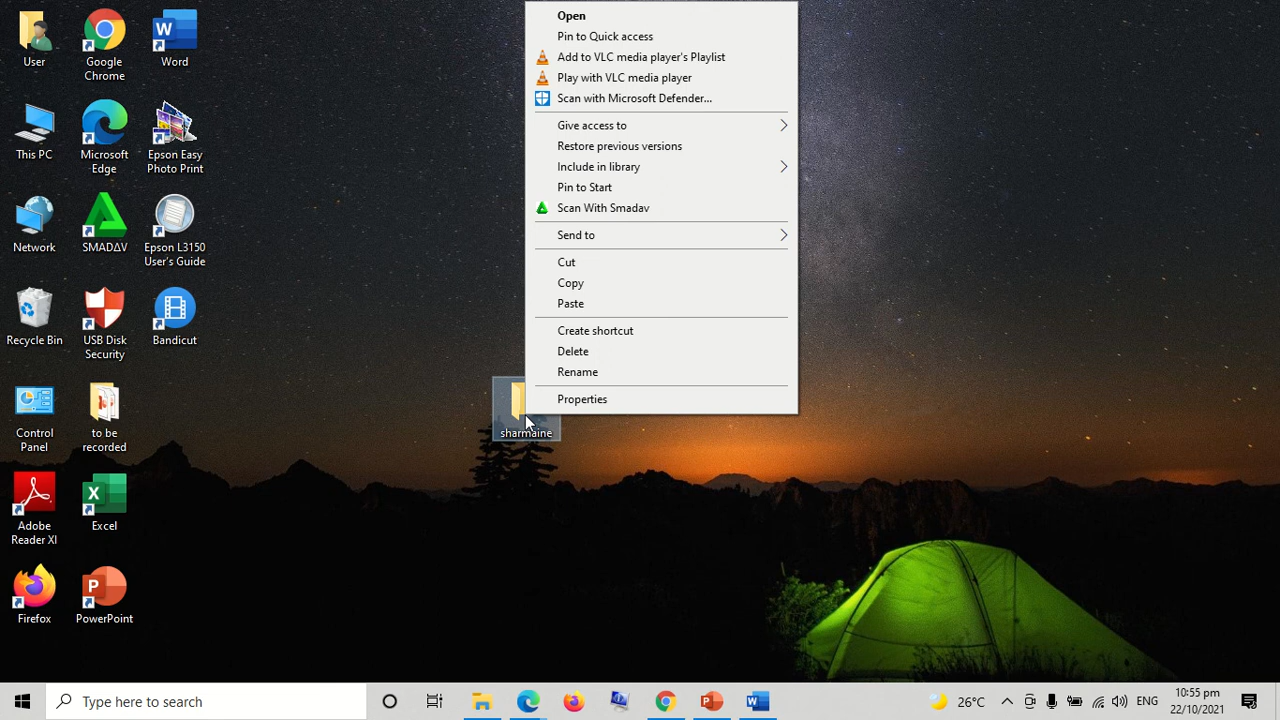 User
Google
Chrome
Word
This PC
Microsoft
Edge
Epson Easy
Photo Print
Network
SMADΔV
Epson L3150
User's Guide
Recycle Bin
USB Disk
Security
Bandicut
Control
Panel
to be
recorded
Adobe
Reader XI
Excel
Firefox
PowerPoint
Open
Pin to Quick access
Add to VLC media player's Playlist
Play with VLC media player
Scan with Microsoft Defender...
Give access to
Restore previous versions
Include in library
Pin to Start
Scan With Smadav
Send to
Cut
Copy
Paste
Create shortcut
Delete
Rename
Properties
sharmaine
Type here to search
26°C
ENG
10:55 pm
22/10/2021